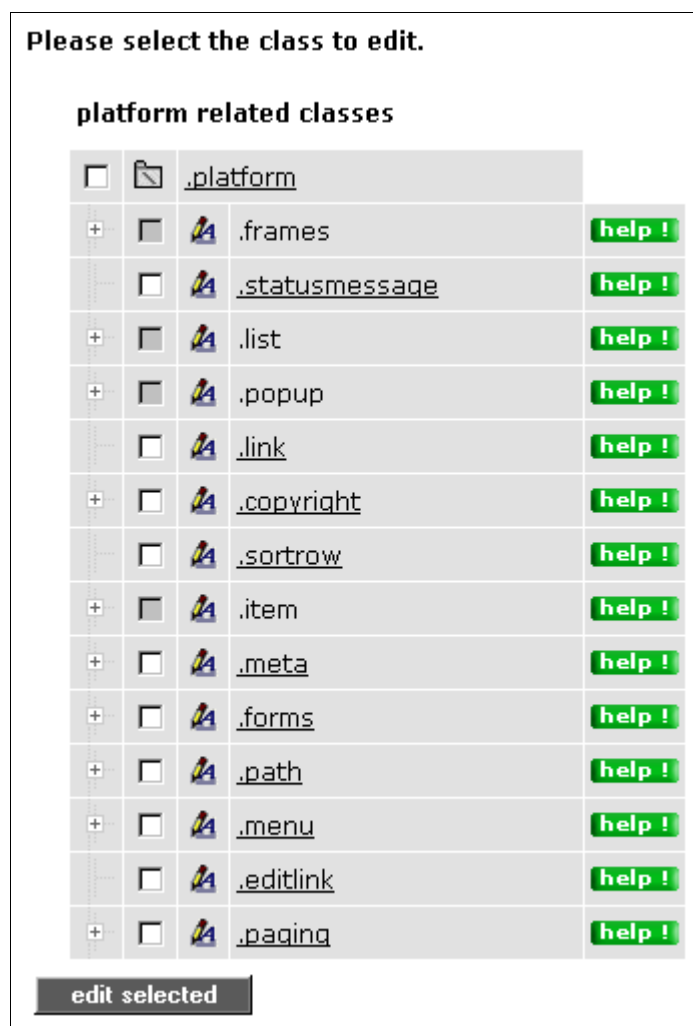 Please select the class to edit.
platform related classes
.platform
.frames help !
.statusmessage help !
.list help !
.popup help !
.link help !
.copyright help !
.sortrow help !
.item help !
.meta help !
.forms help !
.path help !
.menu help !
.editlink help !
.paging help !
edit selected